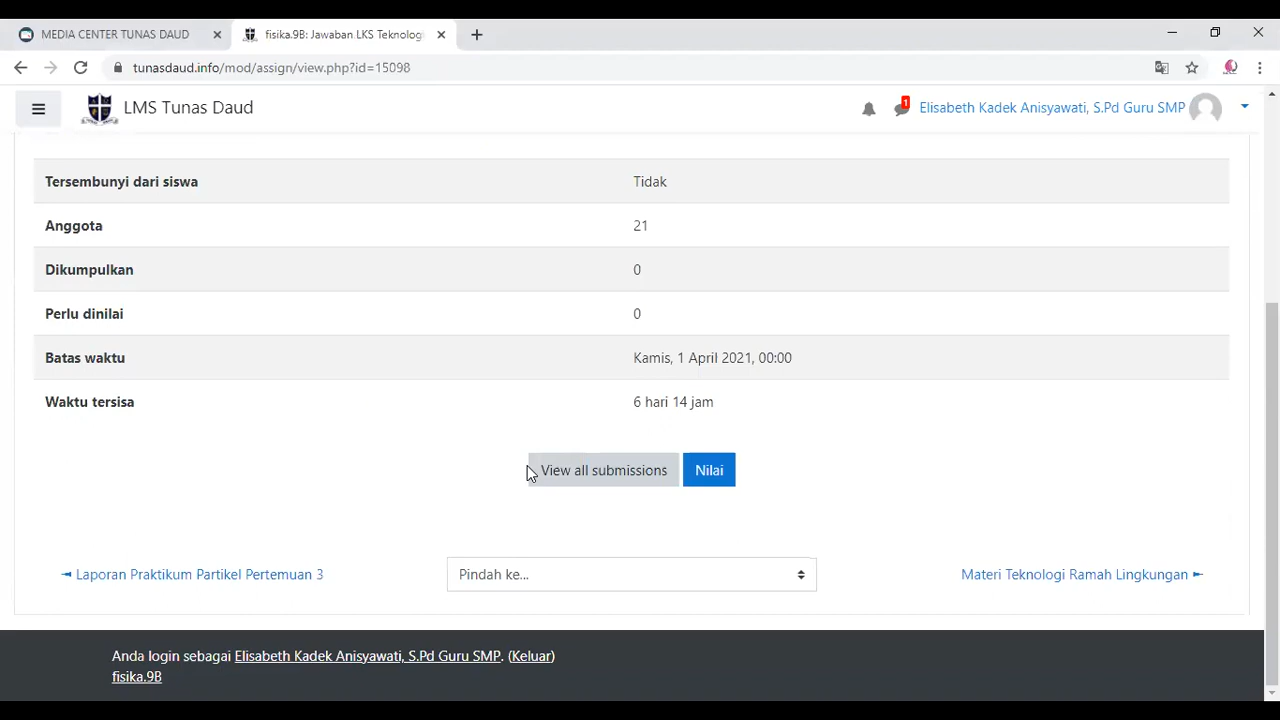 MEDIA CENTER TUNAS DAUD
fisika.9B: Jawaban LKS Teknolog
tunasdaud.info/mod/assign/view.php?id=15098
LMS Tunas Daud
1
Elisabeth Kadek Anisyawati, S.Pd Guru SMP
Tersembunyi dari siswa Tidak
Anggota 21
Dikumpulkan 0
Perlu dinilai 0
Batas waktu Kamis, 1 April 2021, 00:00
Waktu tersisa 6 hari 14 jam
View all submissions Nilai
◄ Laporan Praktikum Partikel Pertemuan 3
Pindah ke...
Materi Teknologi Ramah Lingkungan ►
Anda login sebagai Elisabeth Kadek Anisyawati, S.Pd Guru SMP. (Keluar)
fisika.9B